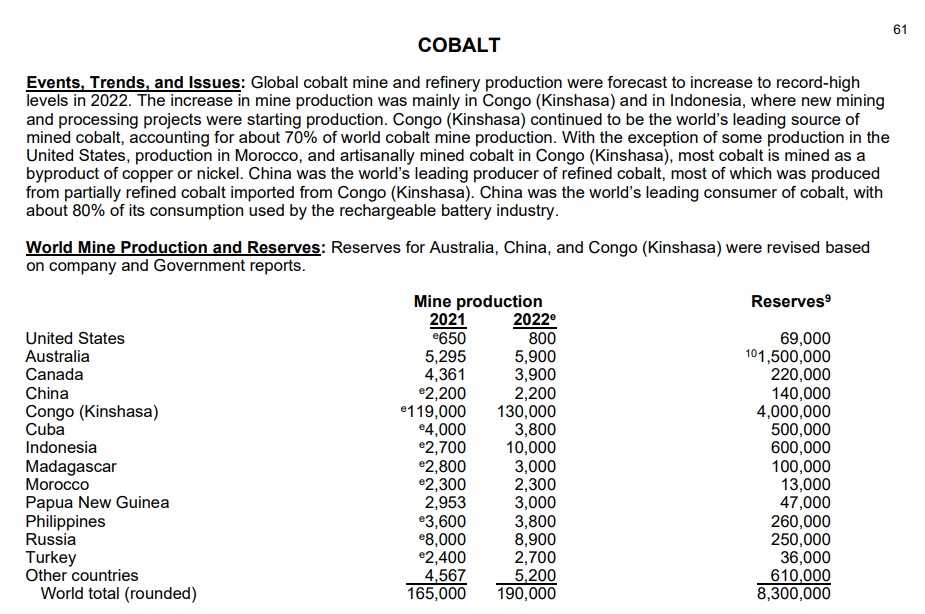 61
COBALT
Events, Trends, and Issues: Global cobalt mine and refinery production were forecast to increase to record-high
levels in 2022. The increase in mine production was mainly in Congo (Kinshasa) and in Indonesia, where new mining
and processing projects were starting production. Congo (Kinshasa) continued to be the world’s leading source of
mined cobalt, accounting for about 70% of world cobalt mine production. With the exception of some production in the
United States, production in Morocco, and artisanally mined cobalt in Congo (Kinshasa), most cobalt is mined as a
byproduct of copper or nickel. China was the world’s leading producer of refined cobalt, most of which was produced
from partially refined cobalt imported from Congo (Kinshasa). China was the world’s leading consumer of cobalt, with
about 80% of its consumption used by the rechargeable battery industry.
World Mine Production and Reserves: Reserves for Australia, China, and Congo (Kinshasa) were revised based
on company and Government reports.
Mine production Reserves⁹
2021 2022ᵉ
United States ᵉ650 800 69,000
Australia 5,295 5,900 ¹⁰1,500,000
Canada 4,361 3,900 220,000
China ᵉ2,200 2,200 140,000
Congo (Kinshasa) ᵉ119,000 130,000 4,000,000
Cuba ᵉ4,000 3,800 500,000
Indonesia ᵉ2,700 10,000 600,000
Madagascar ᵉ2,800 3,000 100,000
Morocco ᵉ2,300 2,300 13,000
Papua New Guinea 2,953 3,000 47,000
Philippines ᵉ3,600 3,800 260,000
Russia ᵉ8,000 8,900 250,000
Turkey ᵉ2,400 2,700 36,000
Other countries 4,567 5,200 610,000
World total (rounded) 165,000 190,000 8,300,000